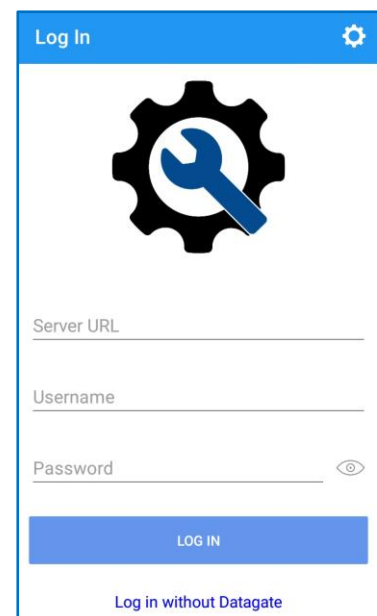 Log In
Server URL
Username
Password
LOG IN
Log in without Datagate